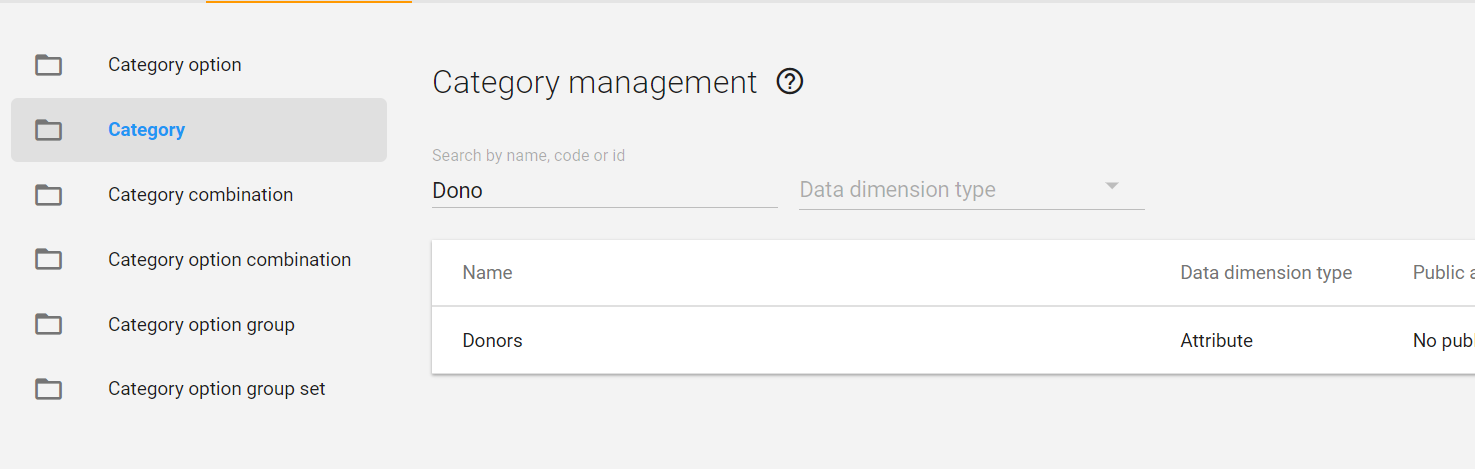 Category option
Category
Category combination
Category option combination
Category option group
Category option group set
Category management
Search by name, code or id
Dono
Data dimension type
Name Data dimension type Public a
Donors Attribute No publ